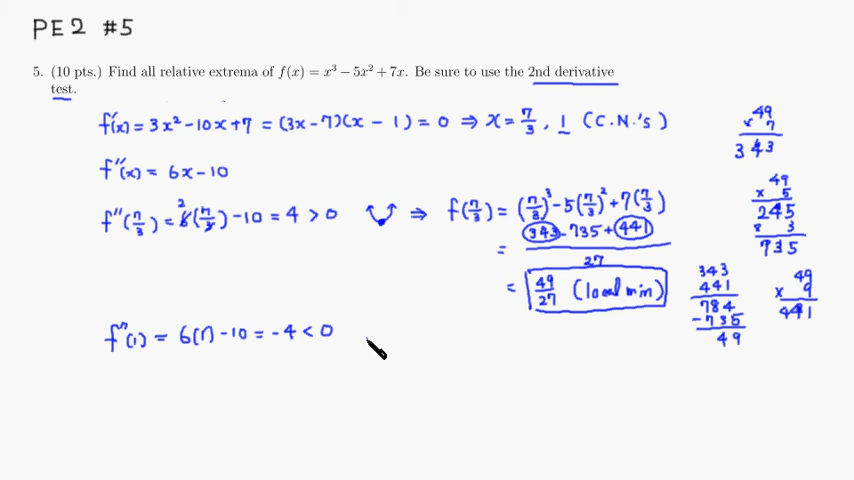 PE2 #5
5. (10 pts.) Find all relative extrema of f(x) = x³ − 5x² + 7x. Be sure to use the 2nd derivative
test.
f'(x) = 3x² − 10x + 7 = (3x − 7)(x − 1) = 0 ⇒ x = 7/3, 1 (C.N.'s)
f''(x) = 6x − 10
f''(7/3) = 6(7/3) − 10 = 4 > 0 ⇒ f(7/3) = (7/3)³ − 5(7/3)² + 7(7/3)
2
= (343 − 735 + 441)/27
= 49/27 (local min)
f''(1) = 6(1) − 10 = −4 < 0
49
× 7
343
49
× 5
245
× 3
735
343
441
784
−735
49
49
× 9
441